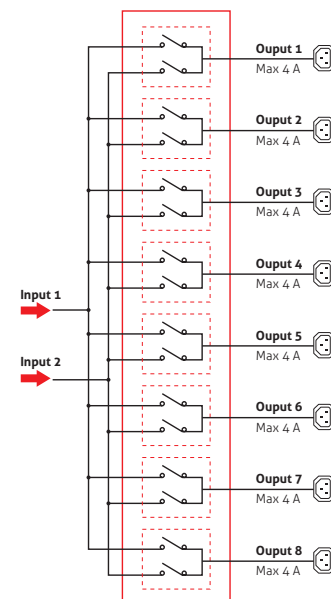 Ouput 1
Max 4 A
Ouput 2
Max 4 A
Ouput 3
Max 4 A
Ouput 4
Max 4 A
Input 1
Ouput 5
Max 4 A
Input 2
Ouput 6
Max 4 A
Ouput 7
Max 4 A
Ouput 8
Max 4 A